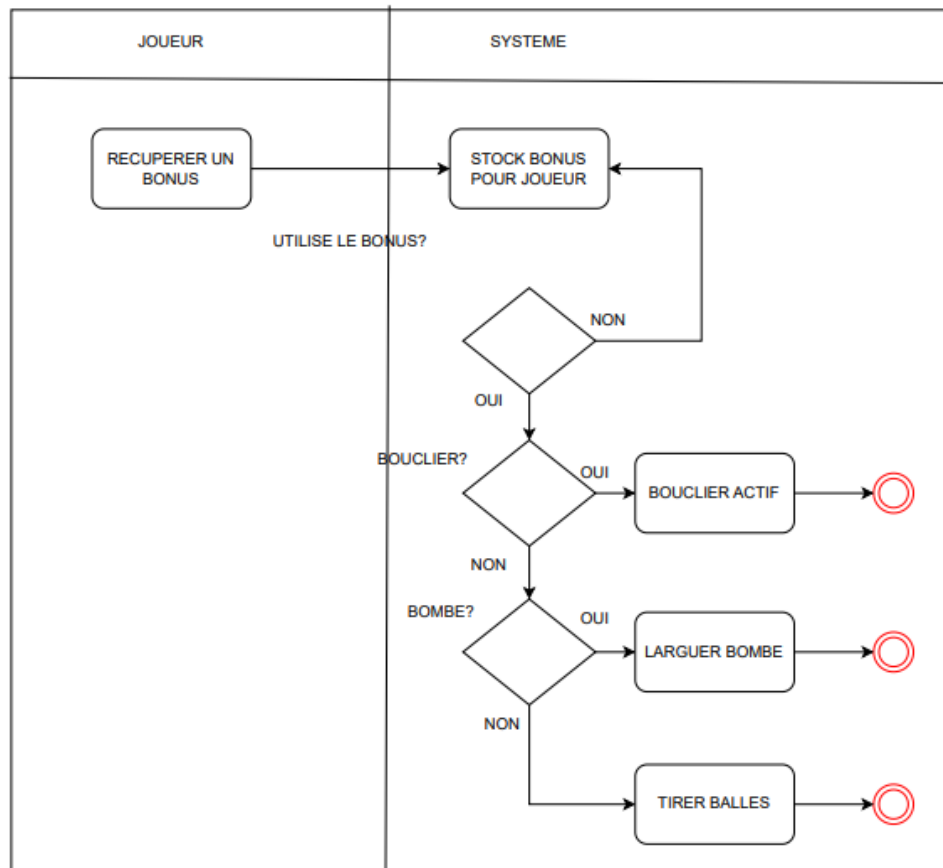 JOUEUR
SYSTEME
RECUPERER UN
BONUS
STOCK BONUS
POUR JOUEUR
UTILISE LE BONUS?
NON
OUI
BOUCLIER?
OUI
BOUCLIER ACTIF
NON
BOMBE?
OUI
LARGUER BOMBE
NON
TIRER BALLES